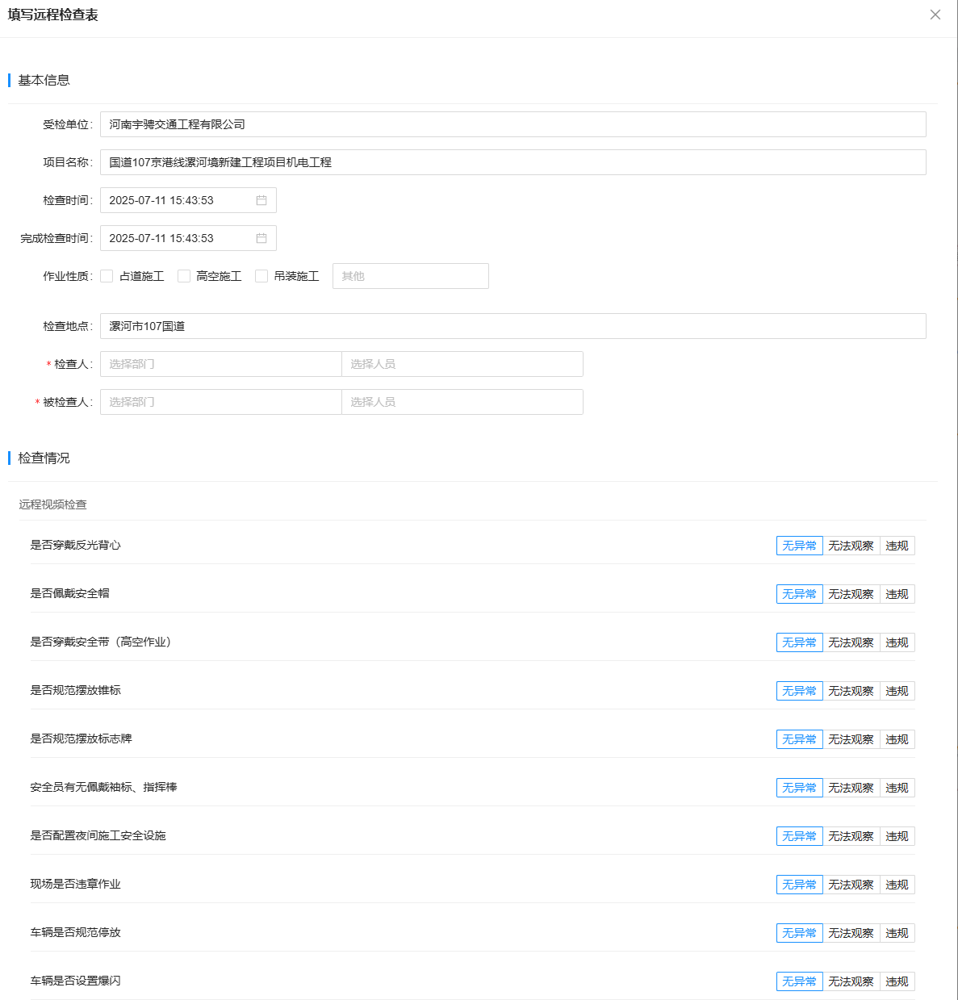 填写远程检查表
基本信息
受检单位: 河南宇骋交通工程有限公司
项目名称: 国道107京港线漯河境新建工程项目机电工程
检查时间: 2025-07-11 15:43:53
完成检查时间: 2025-07-11 15:43:53
作业性质: 占道施工 高空施工 吊装施工 其他
检查地点: 漯河市107国道
* 检查人: 选择部门 选择人员
* 被检查人: 选择部门 选择人员
检查情况
远程视频检查
是否穿戴反光背心 无异常 无法观察 违规
是否佩戴安全帽 无异常 无法观察 违规
是否穿戴安全带（高空作业） 无异常 无法观察 违规
是否规范摆放锥标 无异常 无法观察 违规
是否规范摆放标志牌 无异常 无法观察 违规
安全员有无佩戴袖标、指挥棒 无异常 无法观察 违规
是否配置夜间施工安全设施 无异常 无法观察 违规
现场是否违章作业 无异常 无法观察 违规
车辆是否规范停放 无异常 无法观察 违规
车辆是否设置爆闪 无异常 无法观察 违规